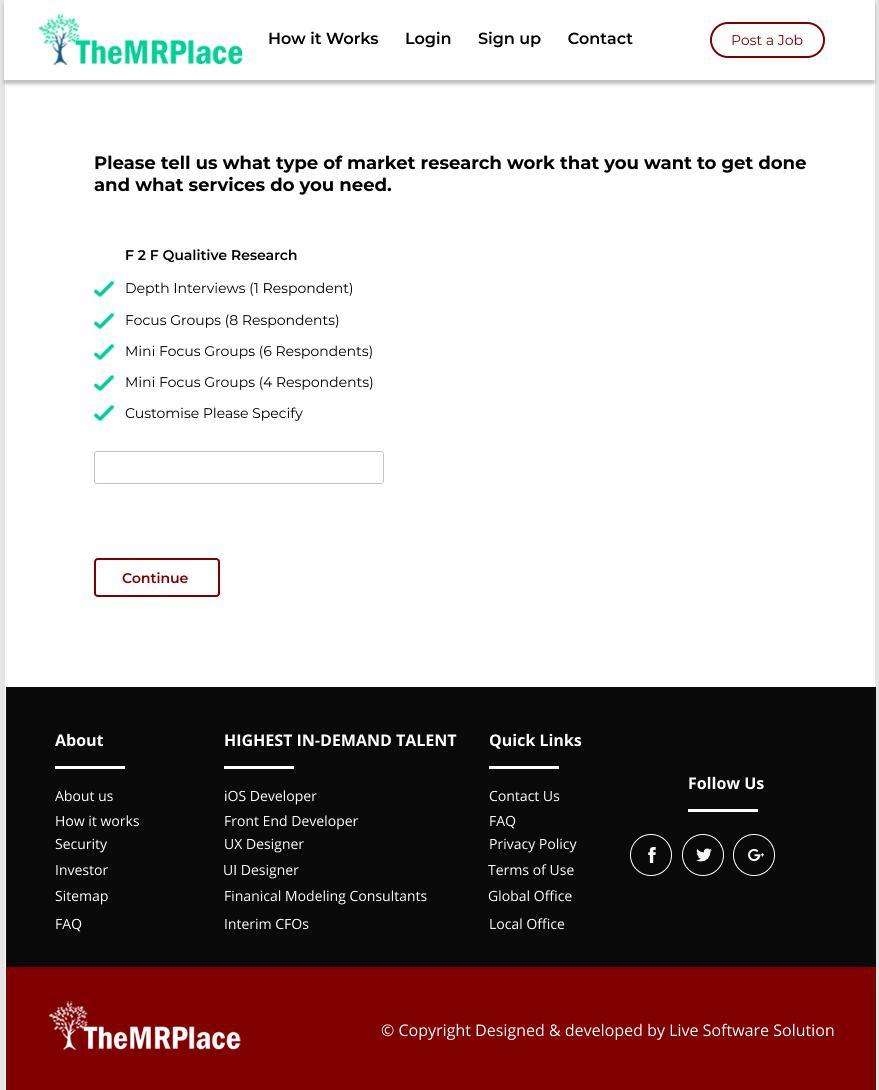 TheMRPlace
How it Works Login Sign up Contact
Post a Job
Please tell us what type of market research work that you want to get done
and what services do you need.
F 2 F Qualitive Research
Depth Interviews (1 Respondent)
Focus Groups (8 Respondents)
Mini Focus Groups (6 Respondents)
Mini Focus Groups (4 Respondents)
Customise Please Specify
Continue
About
About us
How it works
Security
Investor
Sitemap
FAQ
HIGHEST IN-DEMAND TALENT
iOS Developer
Front End Developer
UX Designer
UI Designer
Finanical Modeling Consultants
Interim CFOs
Quick Links
Contact Us
FAQ
Privacy Policy
Terms of Use
Global Office
Local Office
Follow Us
f
G+
TheMRPlace
© Copyright Designed & developed by Live Software Solution